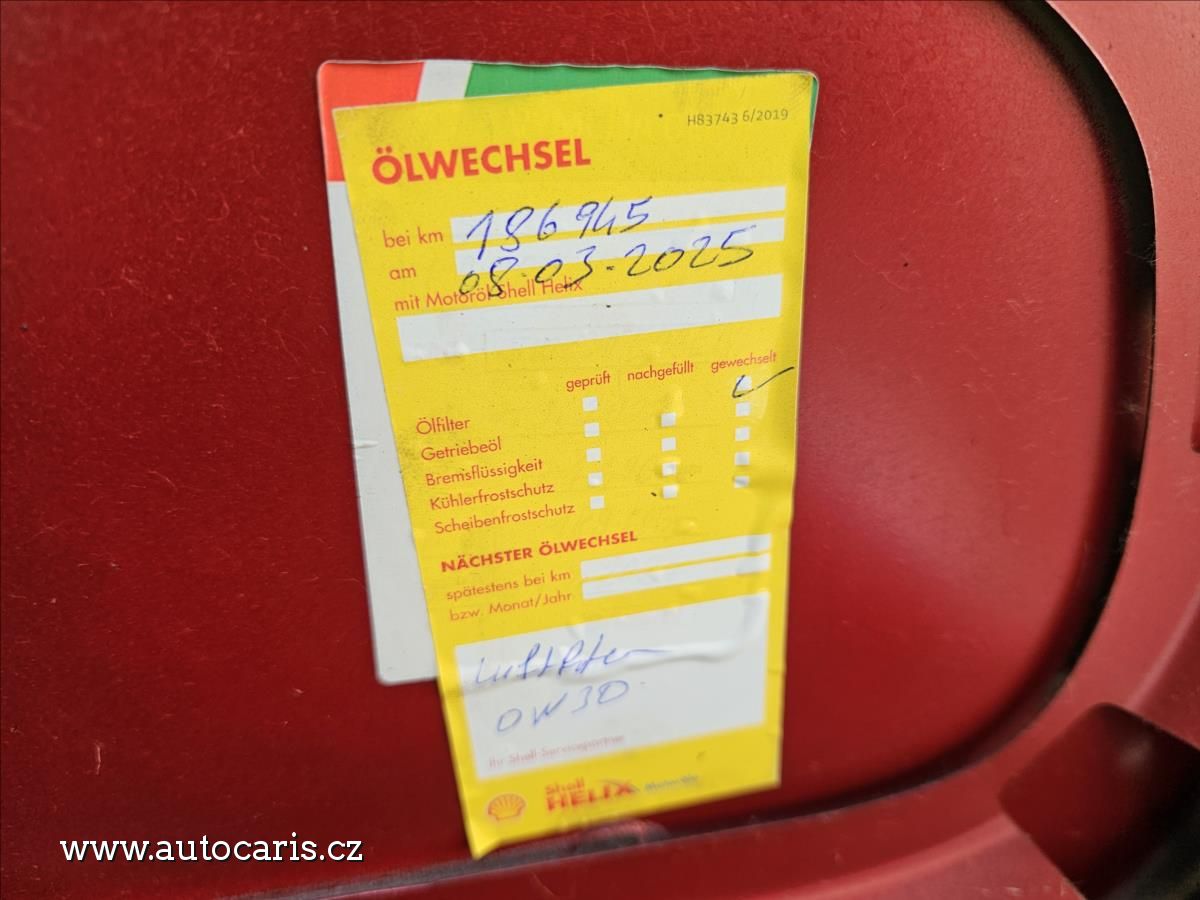 H83743 6/2019
ÖLWECHSEL
bei km 186945
am 08.03.2025
mit Motoröl Shell Helix
geprüft nachgefüllt gewechselt
Ölfilter
Getriebeöl
Bremsflüssigkeit
Kühlerfrostschutz
Scheibenfrostschutz
NÄCHSTER ÖLWECHSEL
spätestens bei km
bzw. Monat/Jahr
0W30
Ihr Shell-Servicepartner
Shell
HELIX Motoröle
www.autocaris.cz